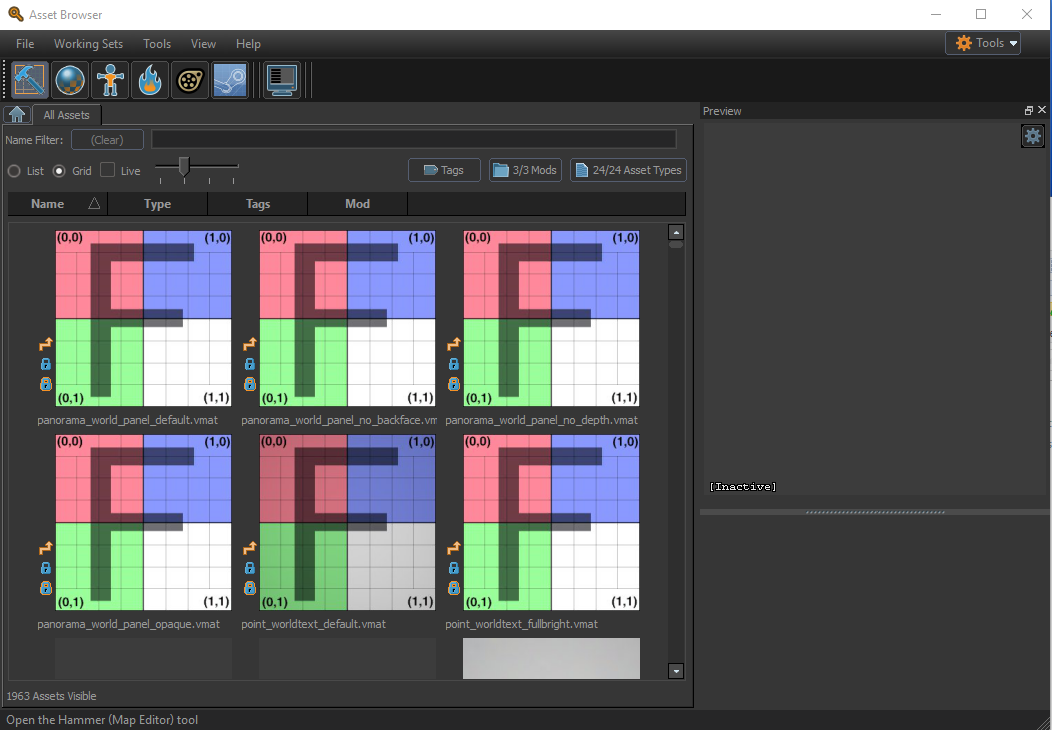 Asset Browser
File Working Sets Tools View Help
Tools
All Assets
Preview
Name Filter: (Clear)
List Grid Live
Tags 3/3 Mods 24/24 Asset Types
Name Type Tags Mod
(0,0) (1,0) (0,0) (1,0) (0,0) (1,0)
(0,1) (1,1) (0,1) (1,1) (0,1) (1,1)
panorama_world_panel_default.vmat panorama_world_panel_no_backface.vm panorama_world_panel_no_depth.vmat
(0,0) (1,0) (0,0) (1,0) (0,0) (1,0)
[Inactive]
(0,1) (1,1) (0,1) (1,1) (0,1) (1,1)
panorama_world_panel_opaque.vmat point_worldtext_default.vmat point_worldtext_fullbright.vmat
1963 Assets Visible
Open the Hammer (Map Editor) tool